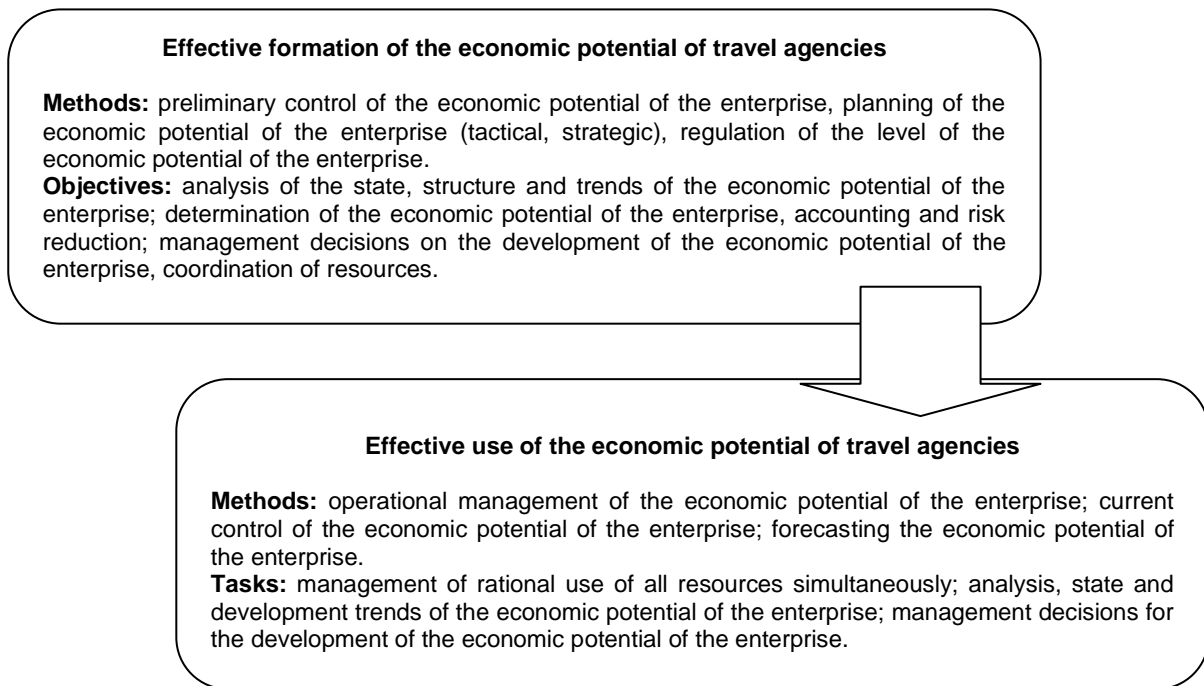 Effective formation of the economic potential of travel agencies
Methods: preliminary control of the economic potential of the enterprise, planning of the
economic potential of the enterprise (tactical, strategic), regulation of the level of the
economic potential of the enterprise.
Objectives: analysis of the state, structure and trends of the economic potential of the
enterprise; determination of the economic potential of the enterprise, accounting and risk
reduction; management decisions on the development of the economic potential of the
enterprise, coordination of resources.
Effective use of the economic potential of travel agencies
Methods: operational management of the economic potential of the enterprise; current
control of the economic potential of the enterprise; forecasting the economic potential of
the enterprise.
Tasks: management of rational use of all resources simultaneously; analysis, state and
development trends of the economic potential of the enterprise; management decisions for
the development of the economic potential of the enterprise.